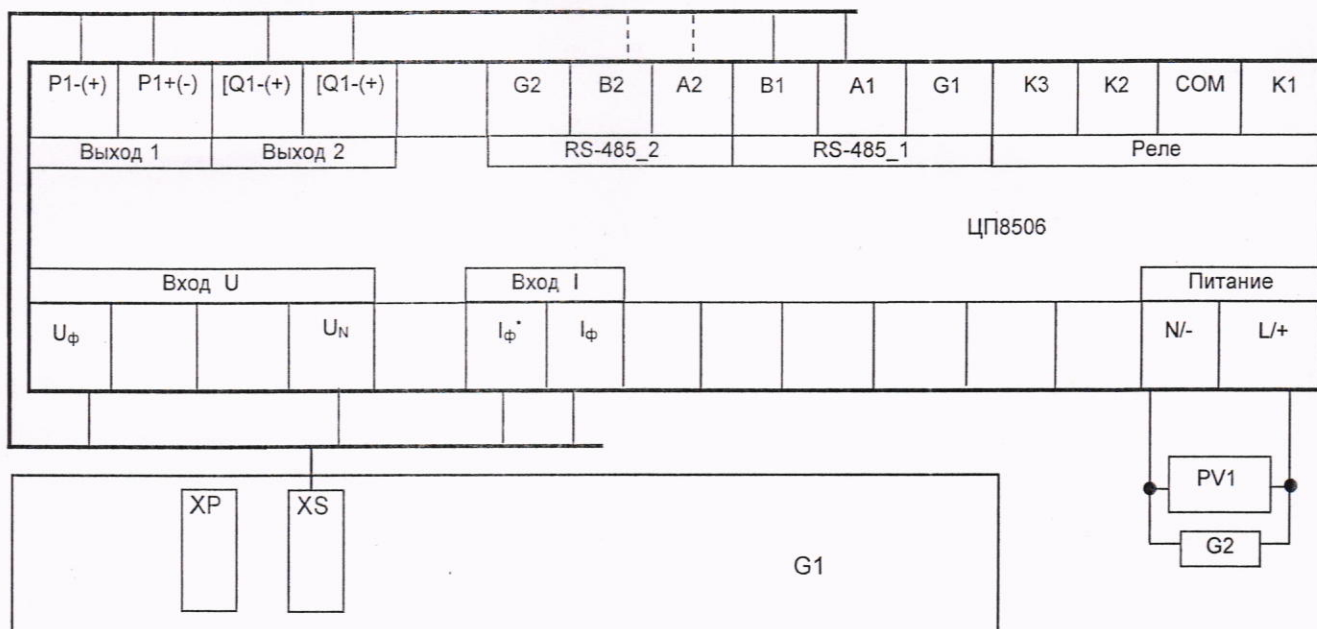 P1-(+) P1+(-) [Q1-(+) [Q1-(+) G2 B2 A2 B1 A1 G1 K3 K2 COM K1
Выход 1 Выход 2 RS-485_2 RS-485_1 Реле
ЦП8506
Вход U Вход I Питание
Uф UN Iф* Iф N/- L/+
PV1
XP XS
G2
G1